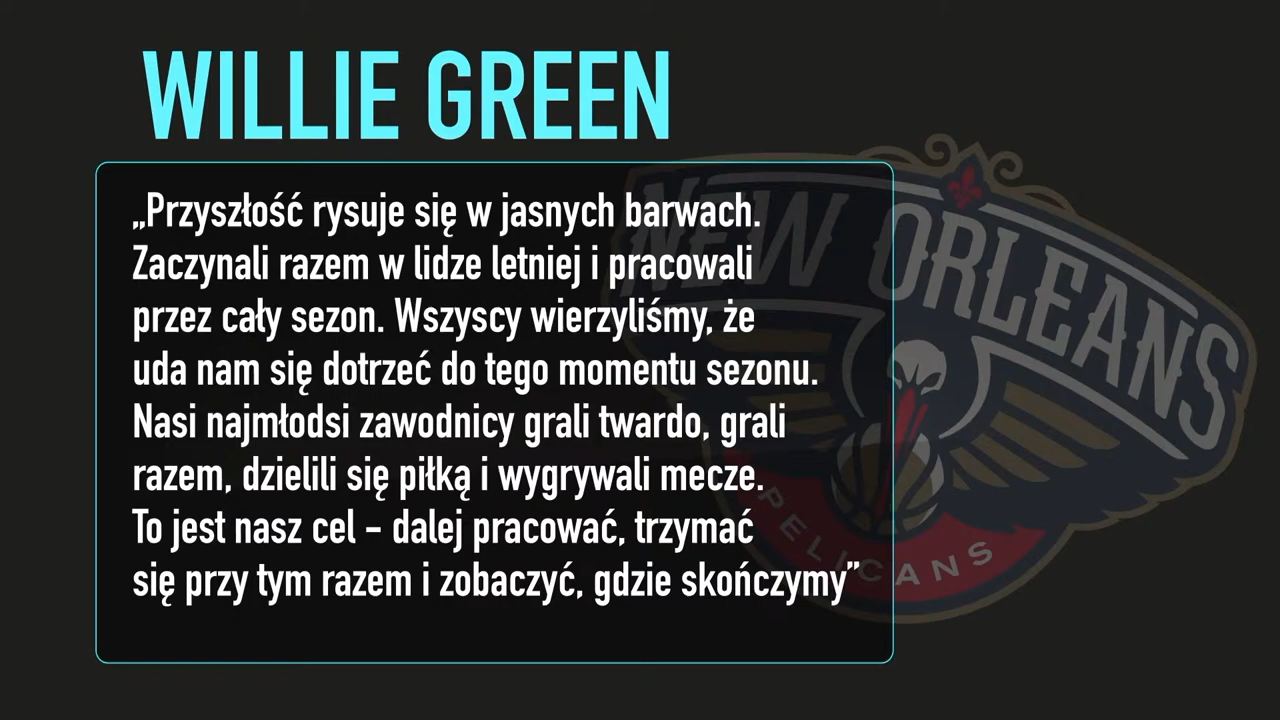 WILLIE GREEN
„Przyszłość rysuje się w jasnych barwach.
Zaczynali razem w lidze letniej i pracowali
przez cały sezon. Wszyscy wierzyliśmy, że
uda nam się dotrzeć do tego momentu sezonu.
Nasi najmłodsi zawodnicy grali twardo, grali
razem, dzielili się piłką i wygrywali mecze.
To jest nasz cel – dalej pracować, trzymać
się przy tym razem i zobaczyć, gdzie skończymy”
NEW ORLEANS
PELICANS